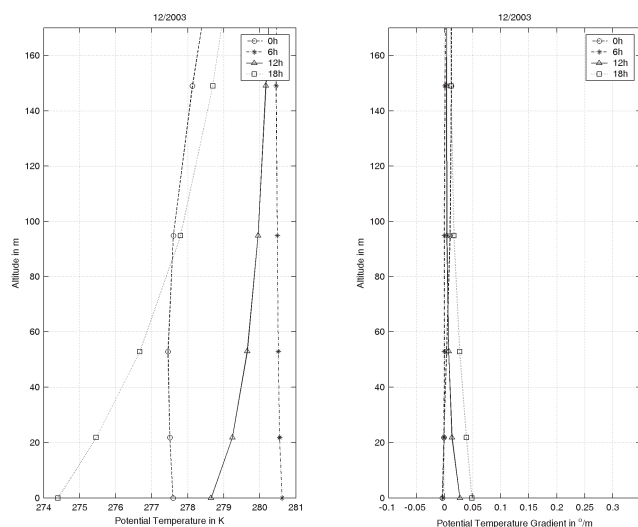 12/2003
170
160
140
120
100
80
60
40
20
0
Altitude in m
274 275 276 277 278 279 280 281
Potential Temperature in K
0h
6h
12h
18h
12/2003
170
160
140
120
100
80
60
40
20
0
Altitude in m
-0.1 -0.05 0 0.05 0.1 0.15 0.2 0.25 0.3
Potential Temperature Gradient in °/m
0h
6h
12h
18h